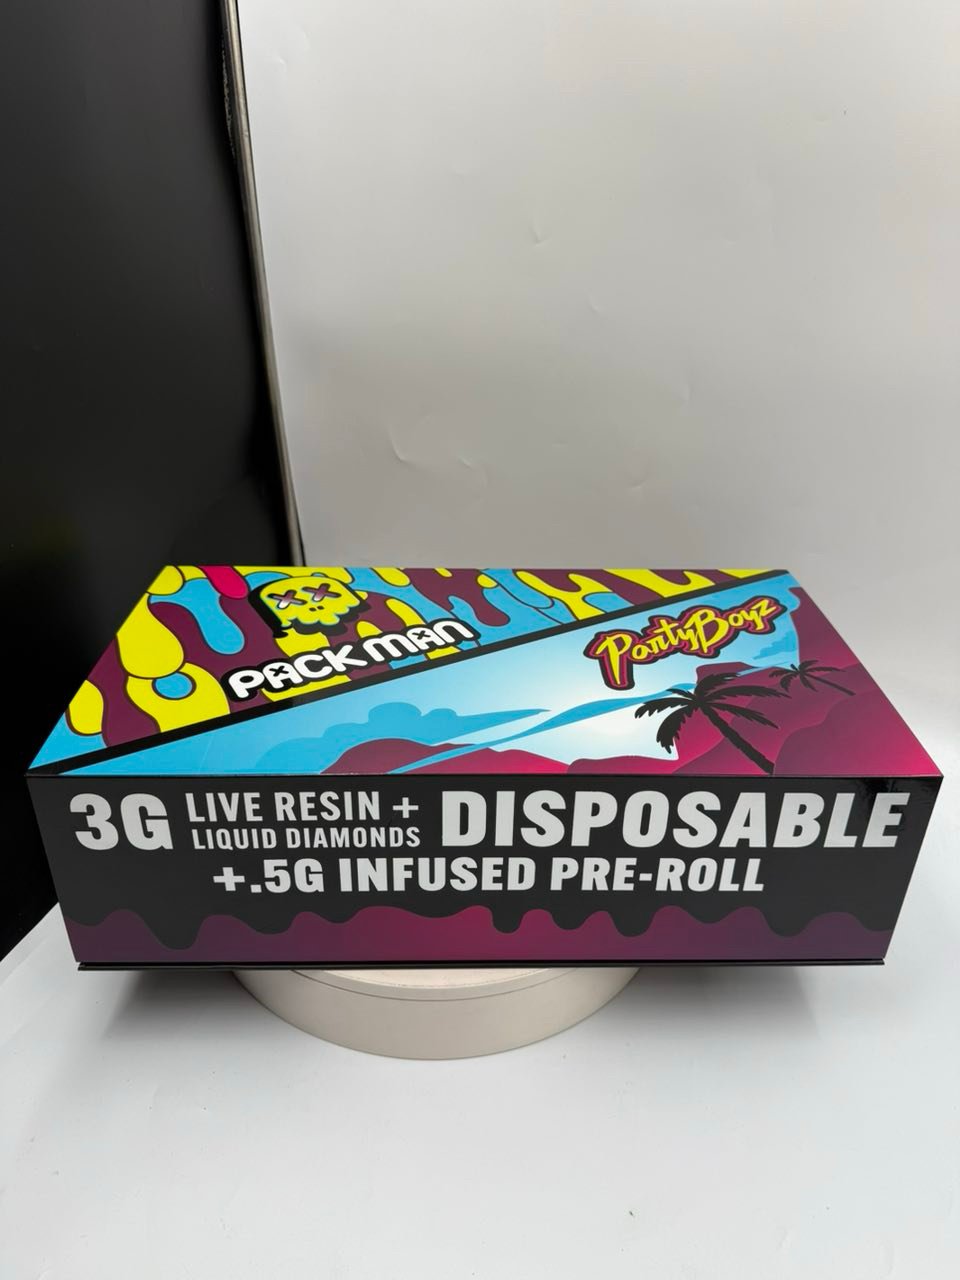 PACKMAN
PartyBoyz
3G LIVE RESIN + DISPOSABLE
LIQUID DIAMONDS
+.5G INFUSED PRE-ROLL